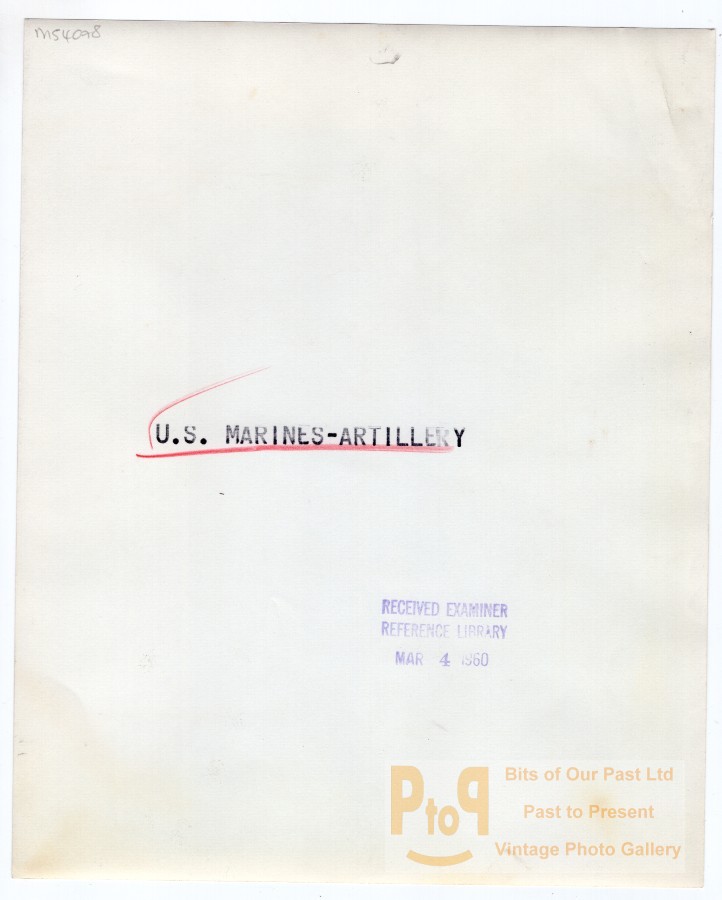 m54098
U.S. MARINES-ARTILLERY
RECEIVED EXAMINER
REFERENCE LIBRARY
MAR 4 1960
PtoP
Bits of Our Past Ltd
Past to Present
Vintage Photo Gallery